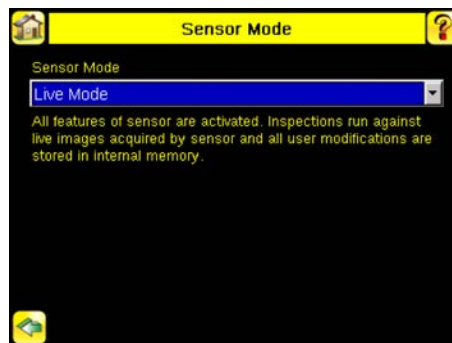 Sensor Mode
?
Sensor Mode
Live Mode
All features of sensor are activated. Inspections run against
live images acquired by sensor and all user modifications are
stored in internal memory.